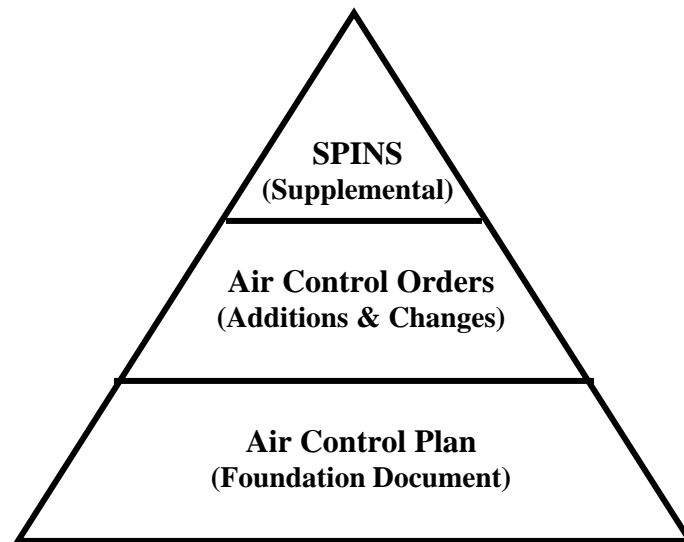 SPINS
(Supplemental)
Air Control Orders
(Additions & Changes)
Air Control Plan
(Foundation Document)